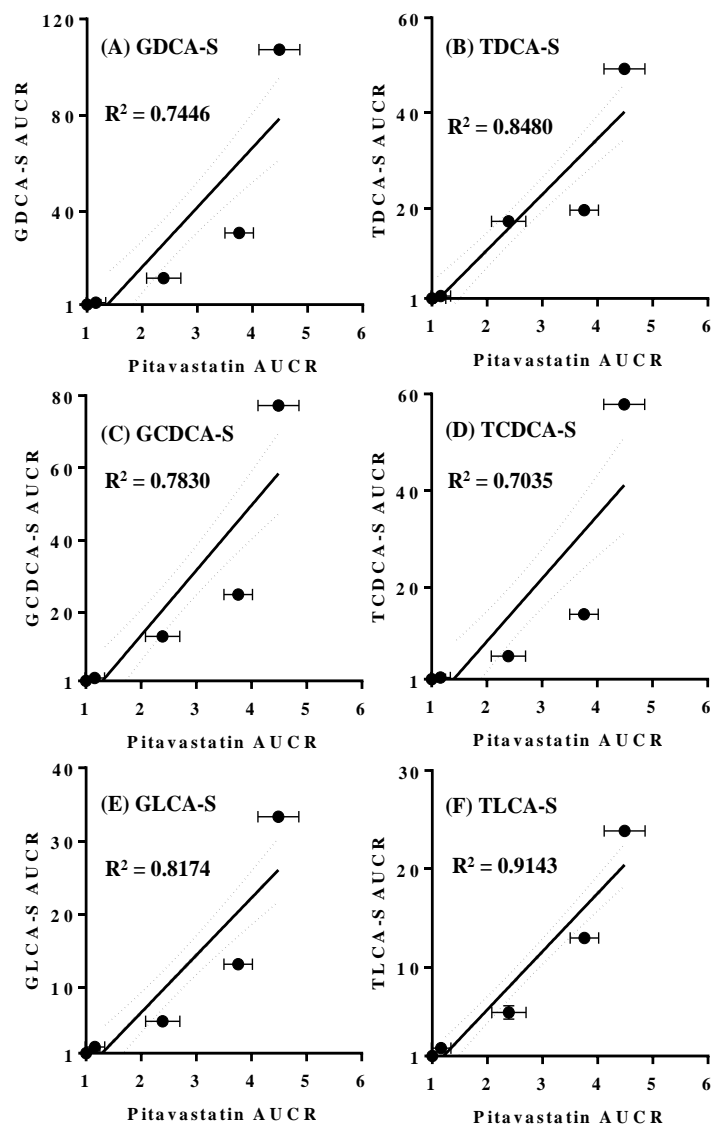 (A) GDCA-S
R² = 0.7446
GDCA-S AUCR
120
80
40
1
1 2 3 4 5 6
Pitavastatin AUCR
(B) TDCA-S
R² = 0.8480
TDCA-S AUCR
60
40
20
1
1 2 3 4 5 6
Pitavastatin AUCR
(C) GCDCA-S
R² = 0.7830
GCDCA-S AUCR
80
60
40
20
1
1 2 3 4 5 6
Pitavastatin AUCR
(D) TCDCA-S
R² = 0.7035
TCDCA-S AUCR
60
40
20
1
1 2 3 4 5 6
Pitavastatin AUCR
(E) GLCA-S
R² = 0.8174
GLCA-S AUCR
40
30
20
10
1
1 2 3 4 5 6
Pitavastatin AUCR
(F) TLCA-S
R² = 0.9143
TLCA-S AUCR
30
20
10
1
1 2 3 4 5 6
Pitavastatin AUCR